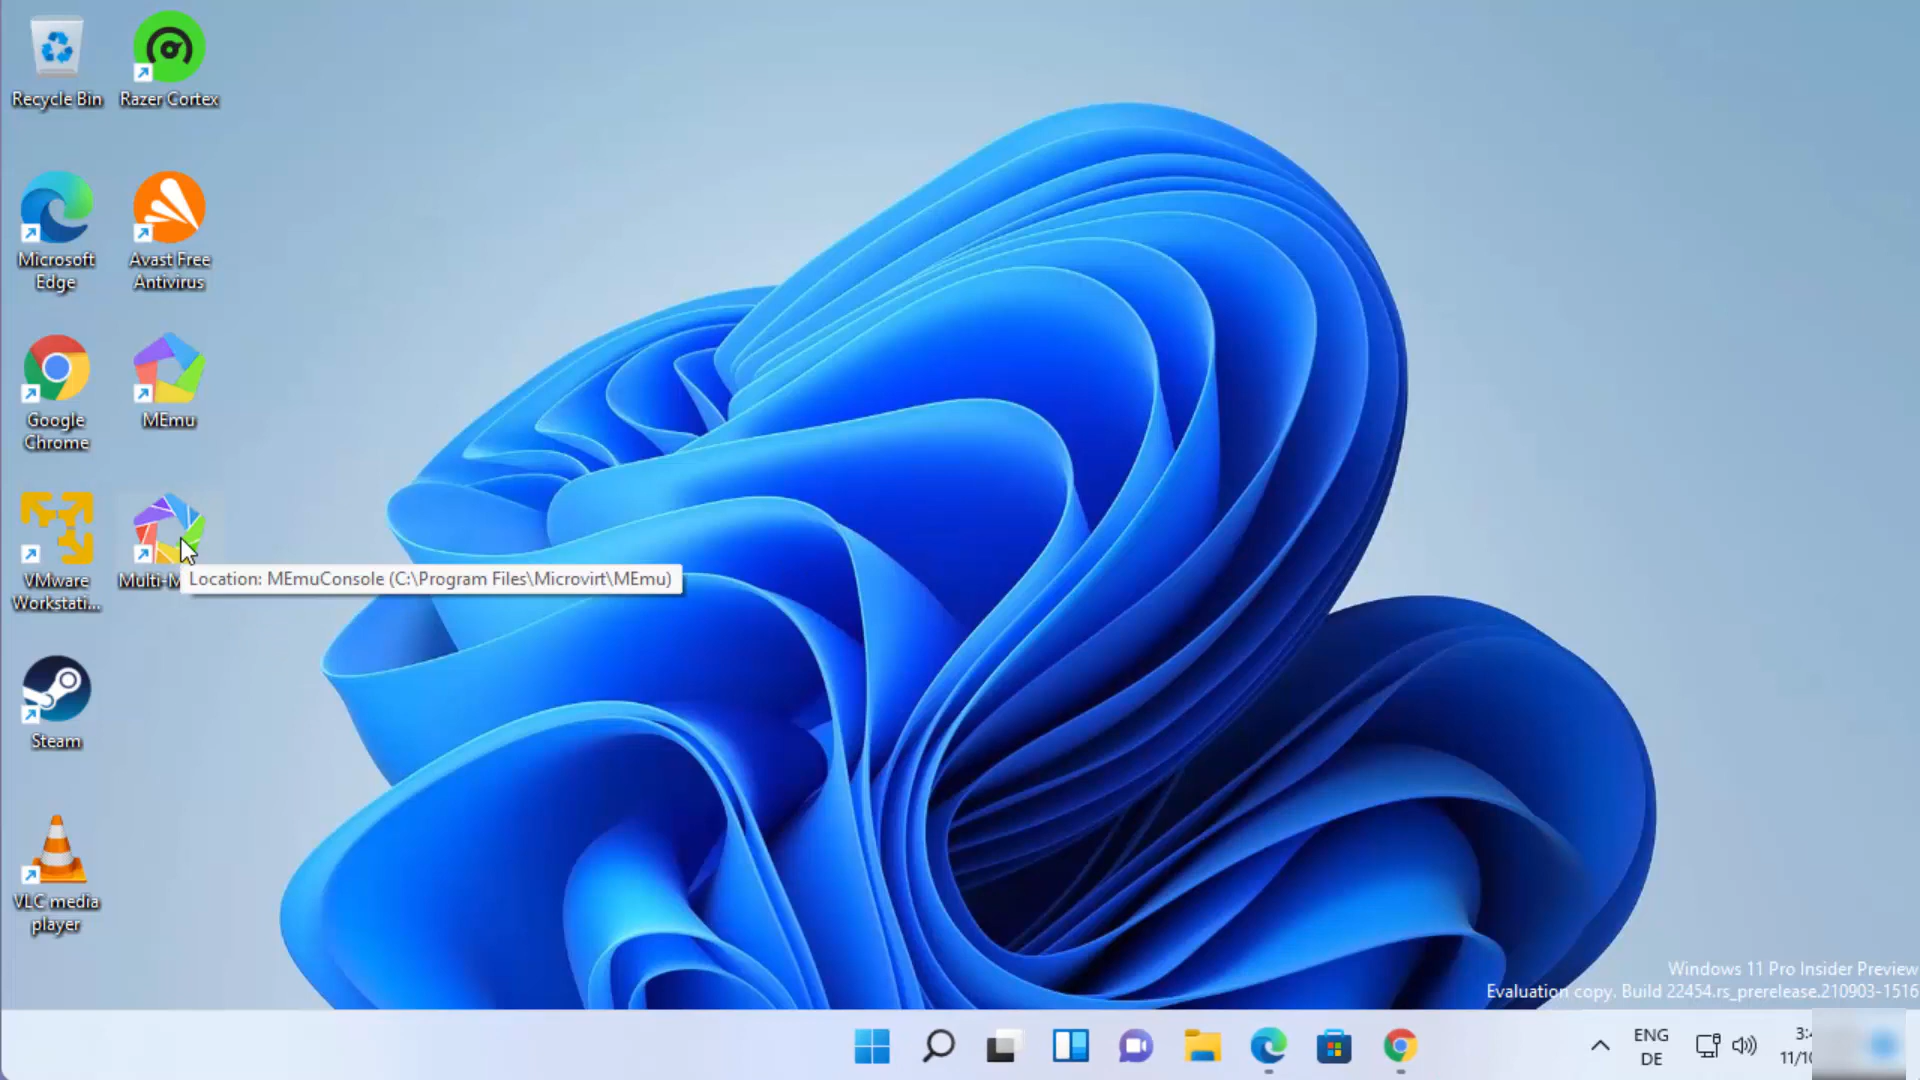 Recycle Bin
Razer Cortex
Microsoft
Edge
Avast Free
Antivirus
Google
Chrome
MEmu
VMware
Workstati...
Location: MEmuConsole (C:\Program Files\Microvirt\MEmu)
Steam
VLC media
player
Windows 11 Pro Insider Preview
Evaluation copy. Build 22454.rs_prerelease.210903-1516
ENG
DE